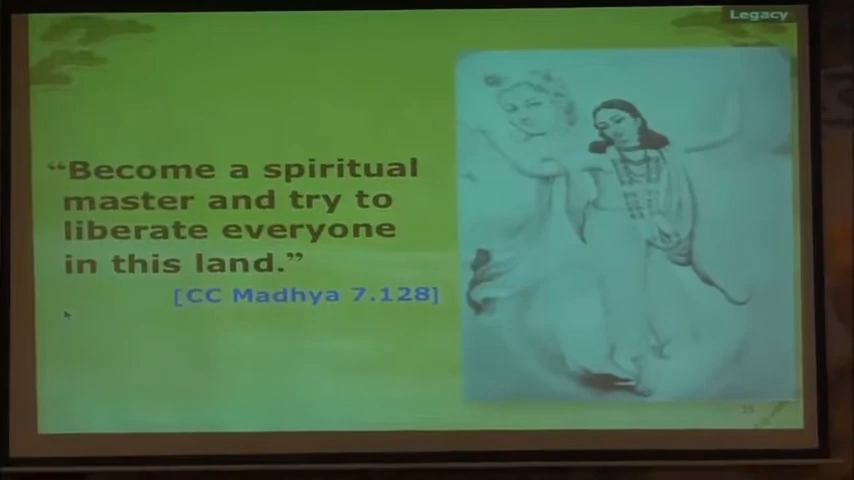 Legacy
“Become a spiritual
master and try to
liberate everyone
in this land.”
[CC Madhya 7.128]